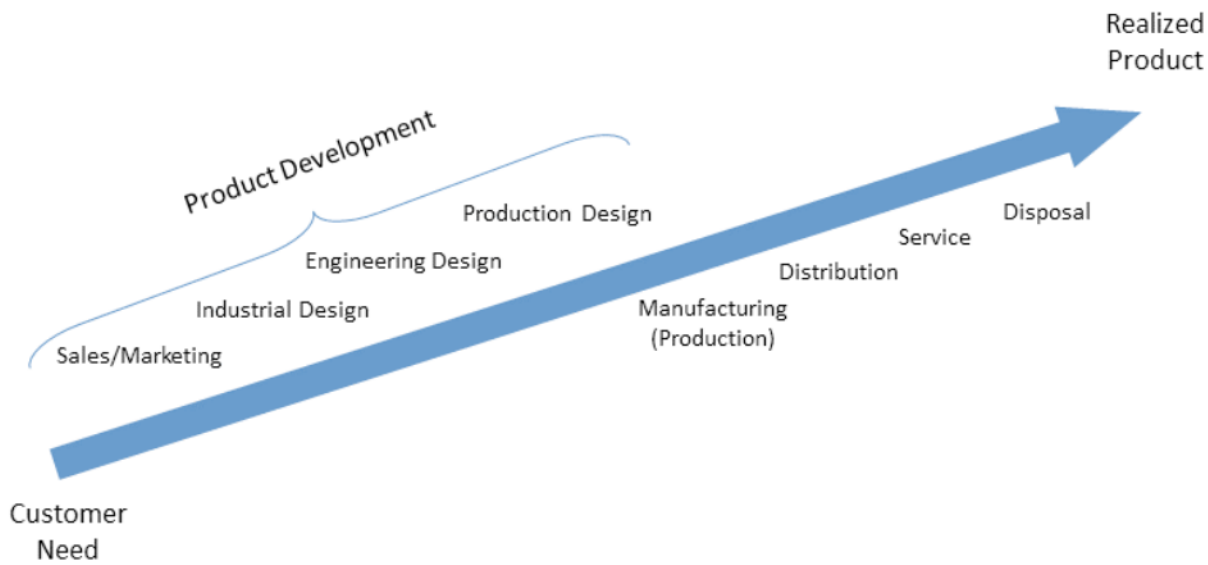 Realized
Product
Product Development
Production Design
Disposal
Service
Engineering Design
Distribution
Industrial Design
Manufacturing
(Production)
Sales/Marketing
Customer
Need